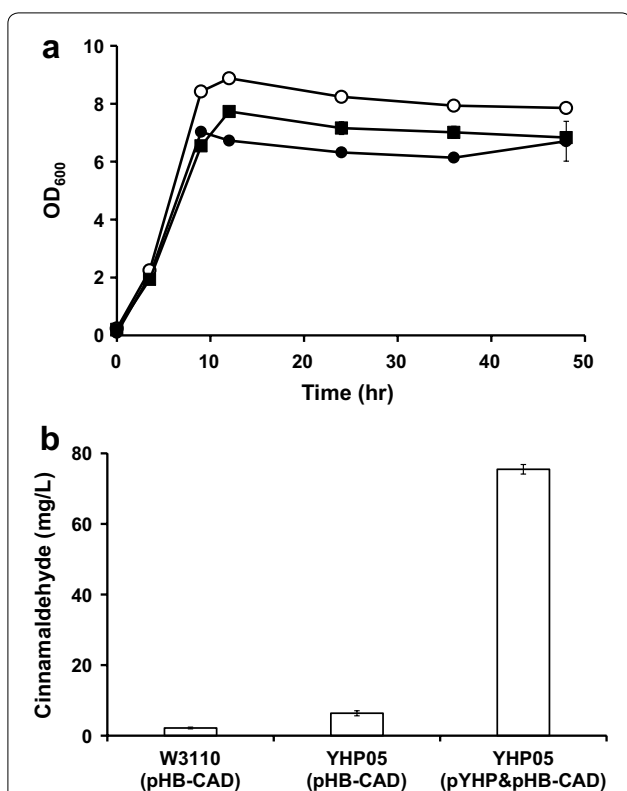 a
10
8
6
4
2
0
OD600
0 10 20 30 40 50
Time (hr)
b
80
60
40
20
0
Cinnamaldehyde (mg/L)
W3110 YHP05 YHP05
(pHB-CAD) (pHB-CAD) (pYHP&pHB-CAD)